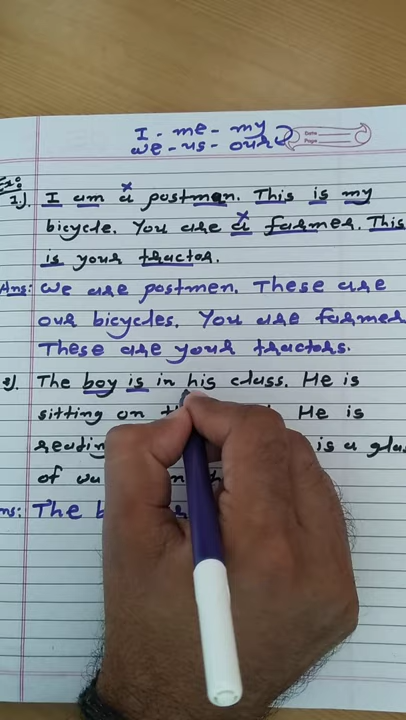 I - me - my
we - us - our
Name
Page
Ex:
1). I am a postman. This is my
bicycle. You are a farmer. This
is your tractor.
Ans: We are postmen. These are
our bicycles. You are farmers
These are your tractors.
2). The boy is in his class. He is
sitting on He is
is a glass
of
Ans: The